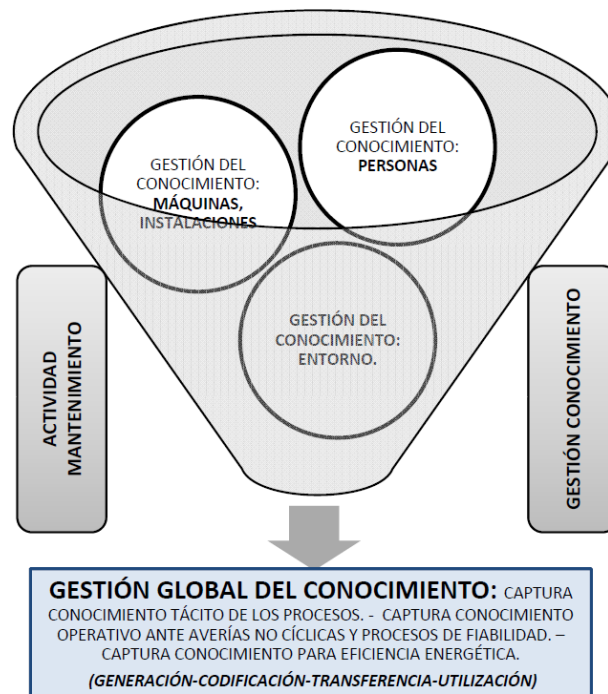 GESTIÓN DEL
CONOCIMIENTO:
PERSONAS
GESTIÓN DEL
CONOCIMIENTO:
MÁQUINAS,
INSTALACIONES
GESTIÓN DEL
CONOCIMIENTO:
ENTORNO.
ACTIVIDAD
MANTENIMIENTO
GESTIÓN CONOCIMIENTO
GESTIÓN GLOBAL DEL CONOCIMIENTO: CAPTURA
CONOCIMIENTO TÁCITO DE LOS PROCESOS. - CAPTURA CONOCIMIENTO
OPERATIVO ANTE AVERÍAS NO CÍCLICAS Y PROCESOS DE FIABILIDAD. –
CAPTURA CONOCIMIENTO PARA EFICIENCIA ENERGÉTICA.
(GENERACIÓN-CODIFICACIÓN-TRANSFERENCIA-UTILIZACIÓN)